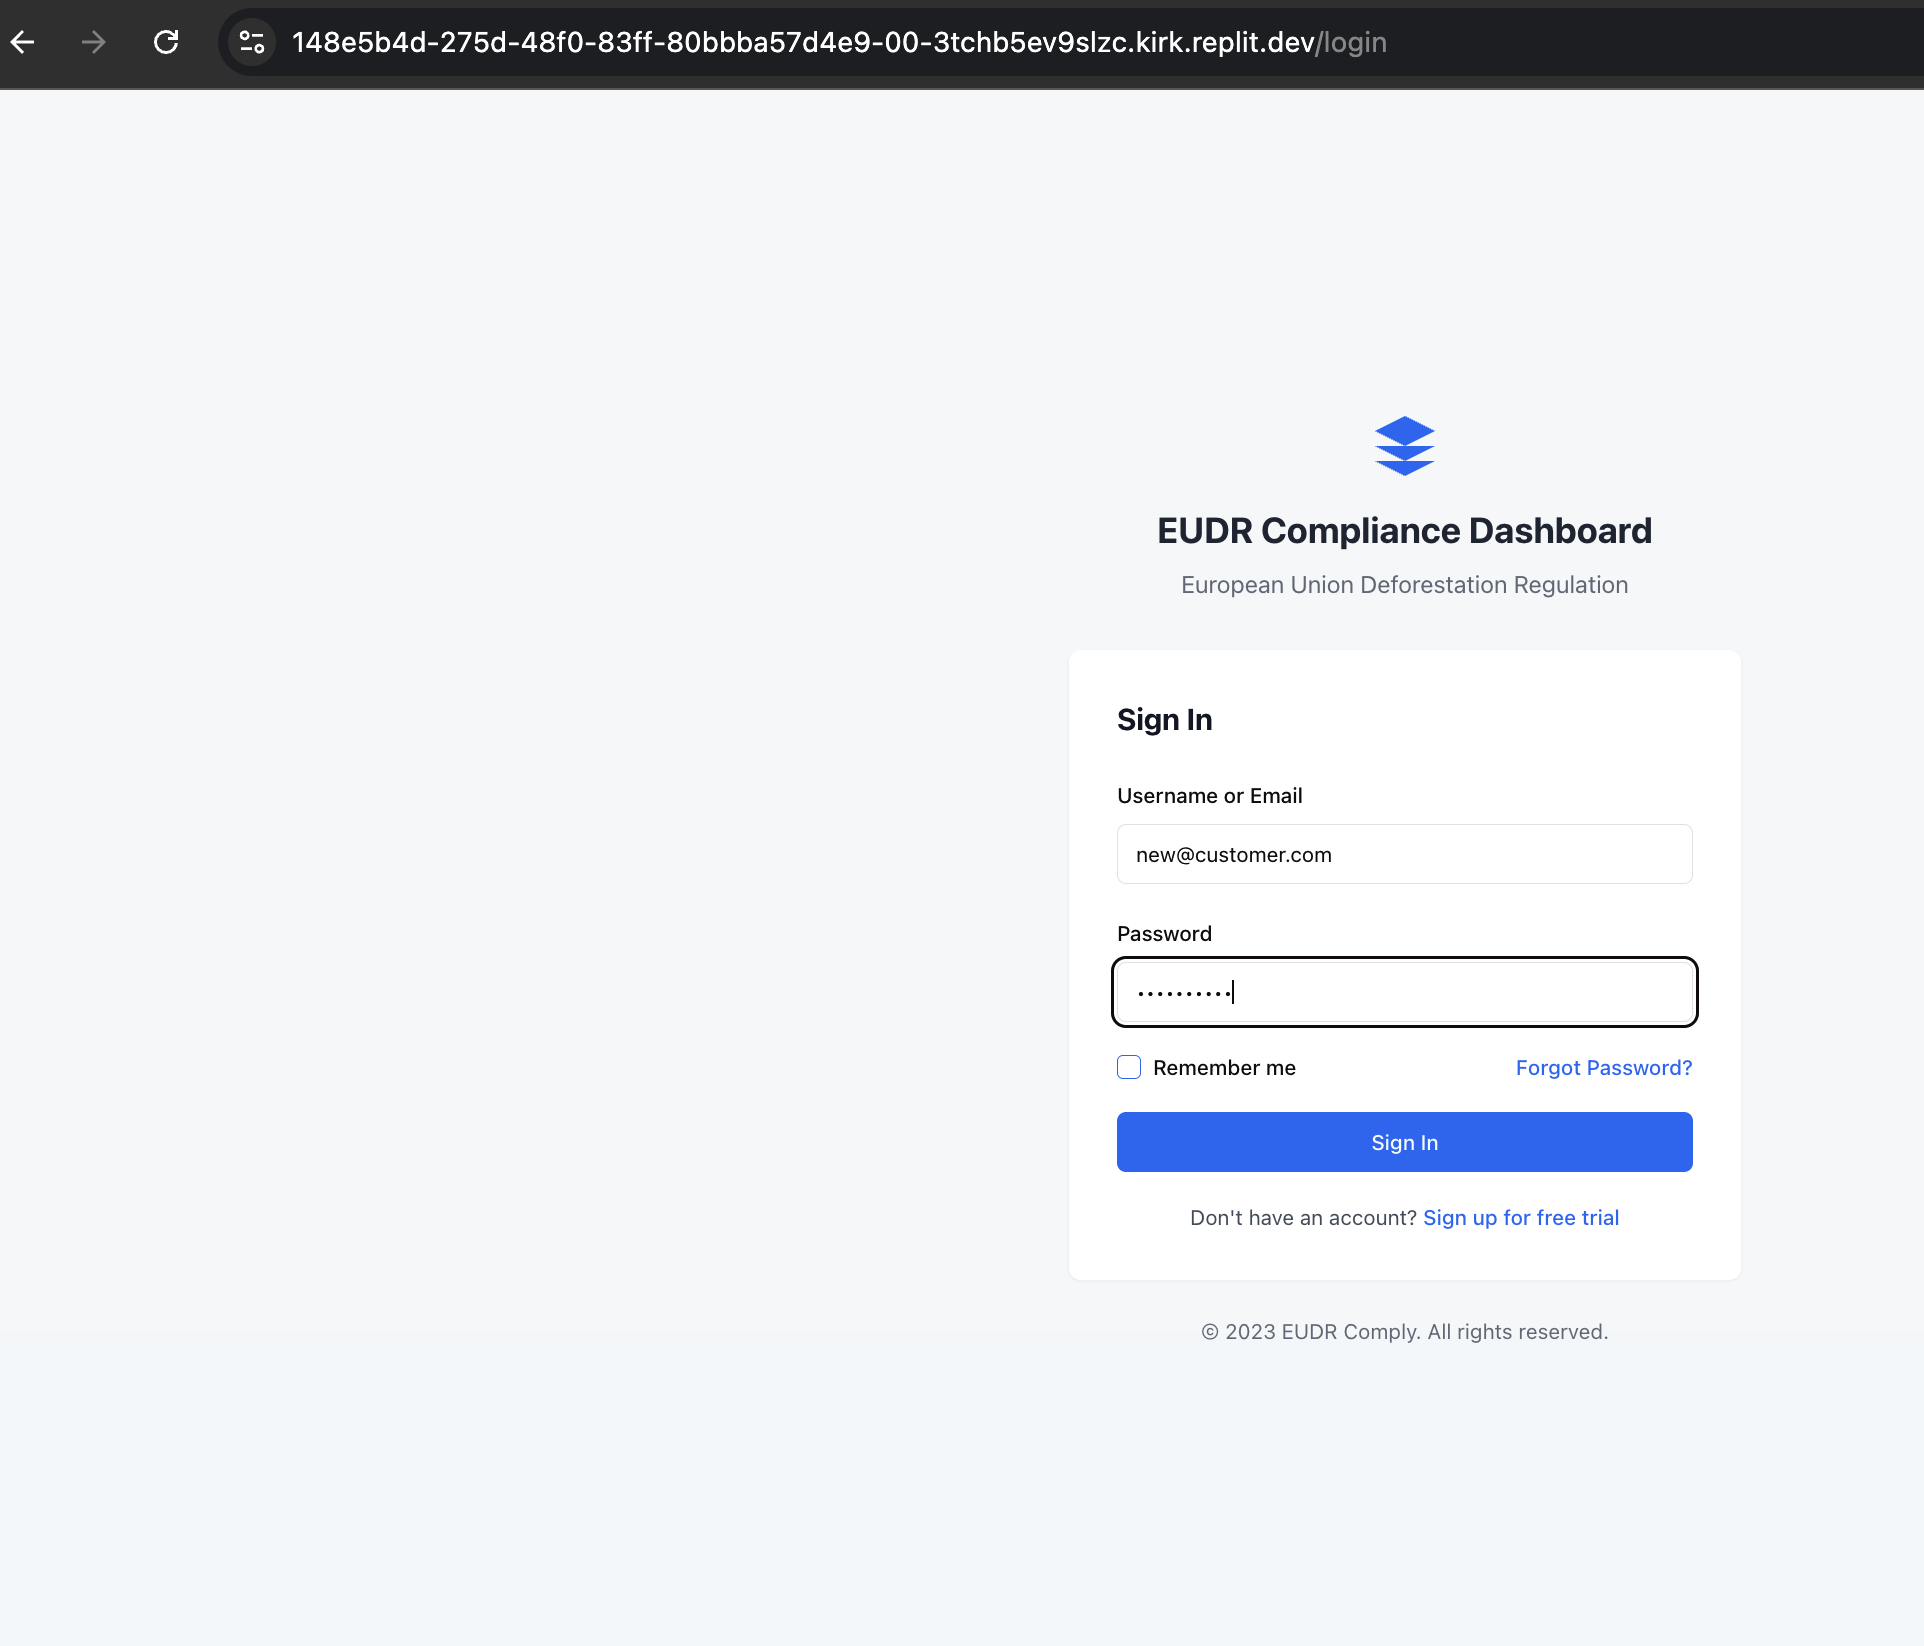 148e5b4d-275d-48f0-83ff-80bbba57d4e9-00-3tchb5ev9slzc.kirk.replit.dev/login
EUDR Compliance Dashboard
European Union Deforestation Regulation
Sign In
Username or Email
new@customer.com
Password
••••••••••
Remember me
Forgot Password?
Sign In
Don't have an account? Sign up for free trial
© 2023 EUDR Comply. All rights reserved.